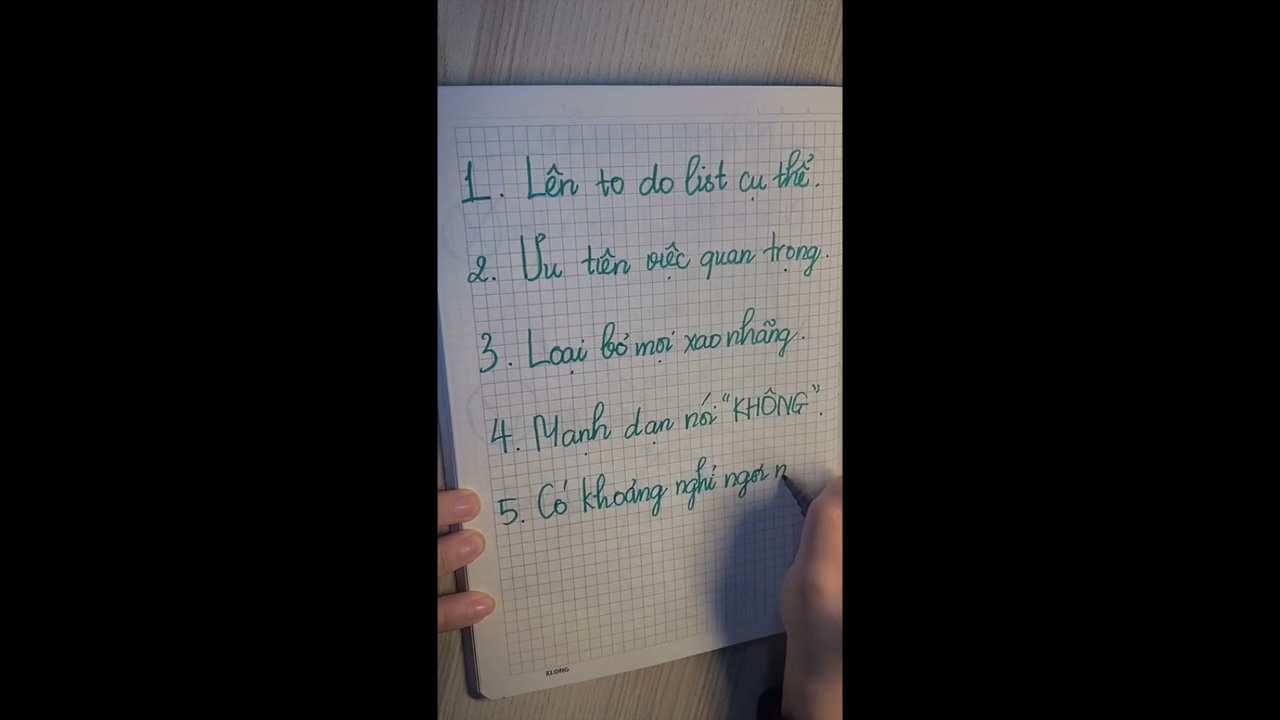 1. Lên to do list cụ thể.
2. Ưu tiên việc quan trọng.
3. Loại bỏ mọi xao nhãng.
4. Mạnh dạn nói "KHÔNG".
5. Có khoảng nghỉ ngơi n
KLONG